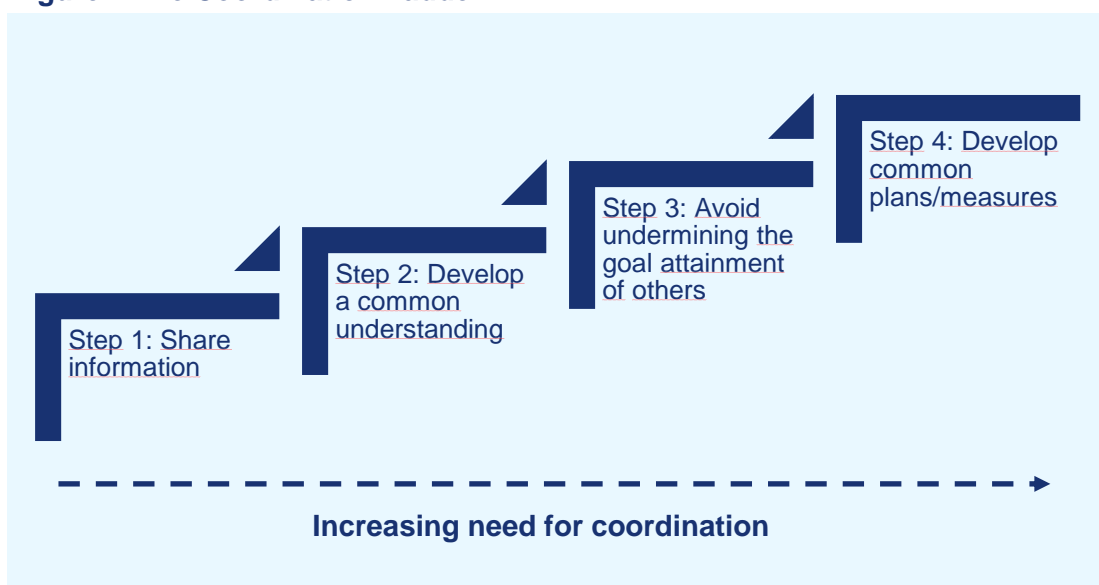 Step 1: Share
information
Step 2: Develop
a common
understanding
Step 3: Avoid
undermining the
goal attainment
of others
Step 4: Develop
common
plans/measures
Increasing need for coordination